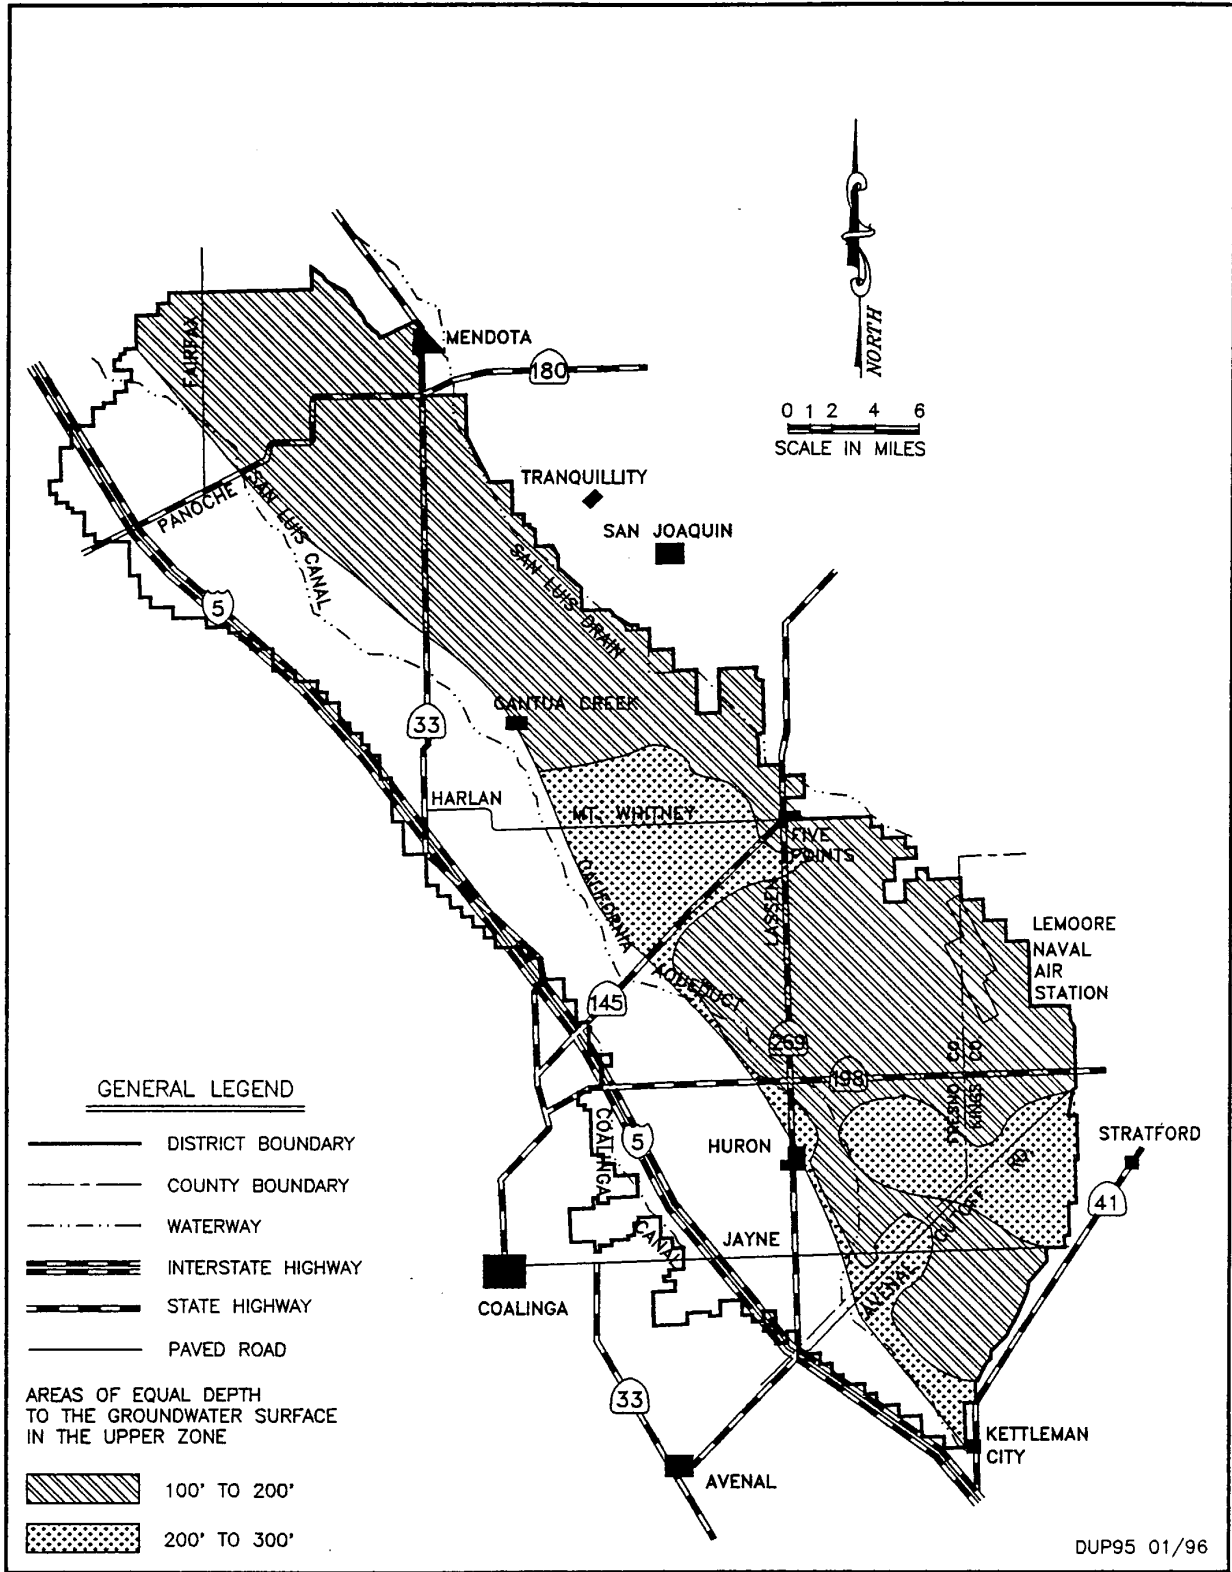 NORTH
0 1 2 4 6
SCALE IN MILES
FAIRFAX
MENDOTA
180
TRANQUILLITY
SAN JOAQUIN
PANOCHE
SAN LUIS CANAL
SAN LUIS DRAIN
5
33
CANTUA CREEK
HARLAN
MT. WHITNEY
FIVE
POINTS
CALIFORNIA
AQUEDUCT
LASSEN
LEMOORE
NAVAL
AIR
STATION
145
269
198
FRESNO CO.
KINGS CO.
COALINGA
CANAL
5
HURON
STRATFORD
41
JAYNE
AVENAL
CUTOFF
RD.
COALINGA
33
AVENAL
KETTLEMAN
CITY
GENERAL LEGEND
DISTRICT BOUNDARY
COUNTY BOUNDARY
WATERWAY
INTERSTATE HIGHWAY
STATE HIGHWAY
PAVED ROAD
AREAS OF EQUAL DEPTH
TO THE GROUNDWATER SURFACE
IN THE UPPER ZONE
100' TO 200'
200' TO 300'
DUP95 01/96